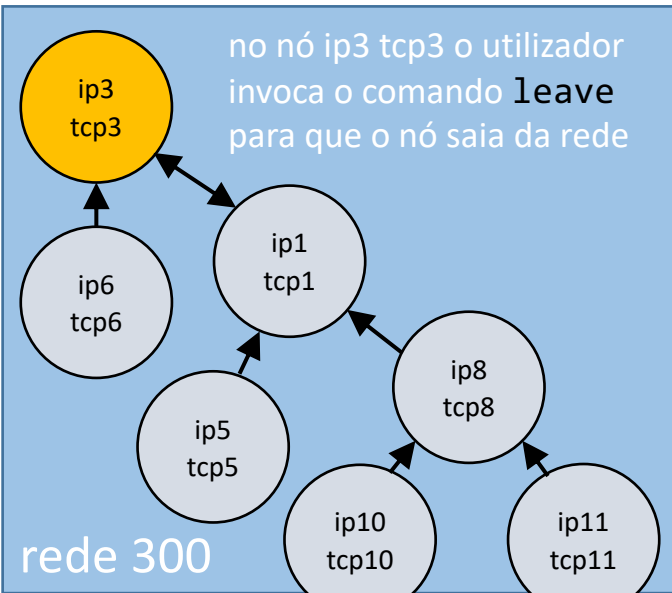 no nó ip3 tcp3 o utilizador
invoca o comando leave
para que o nó saia da rede
ip3
tcp3
ip1
tcp1
ip6
tcp6
ip8
tcp8
ip5
tcp5
ip10
tcp10
ip11
tcp11
rede 300